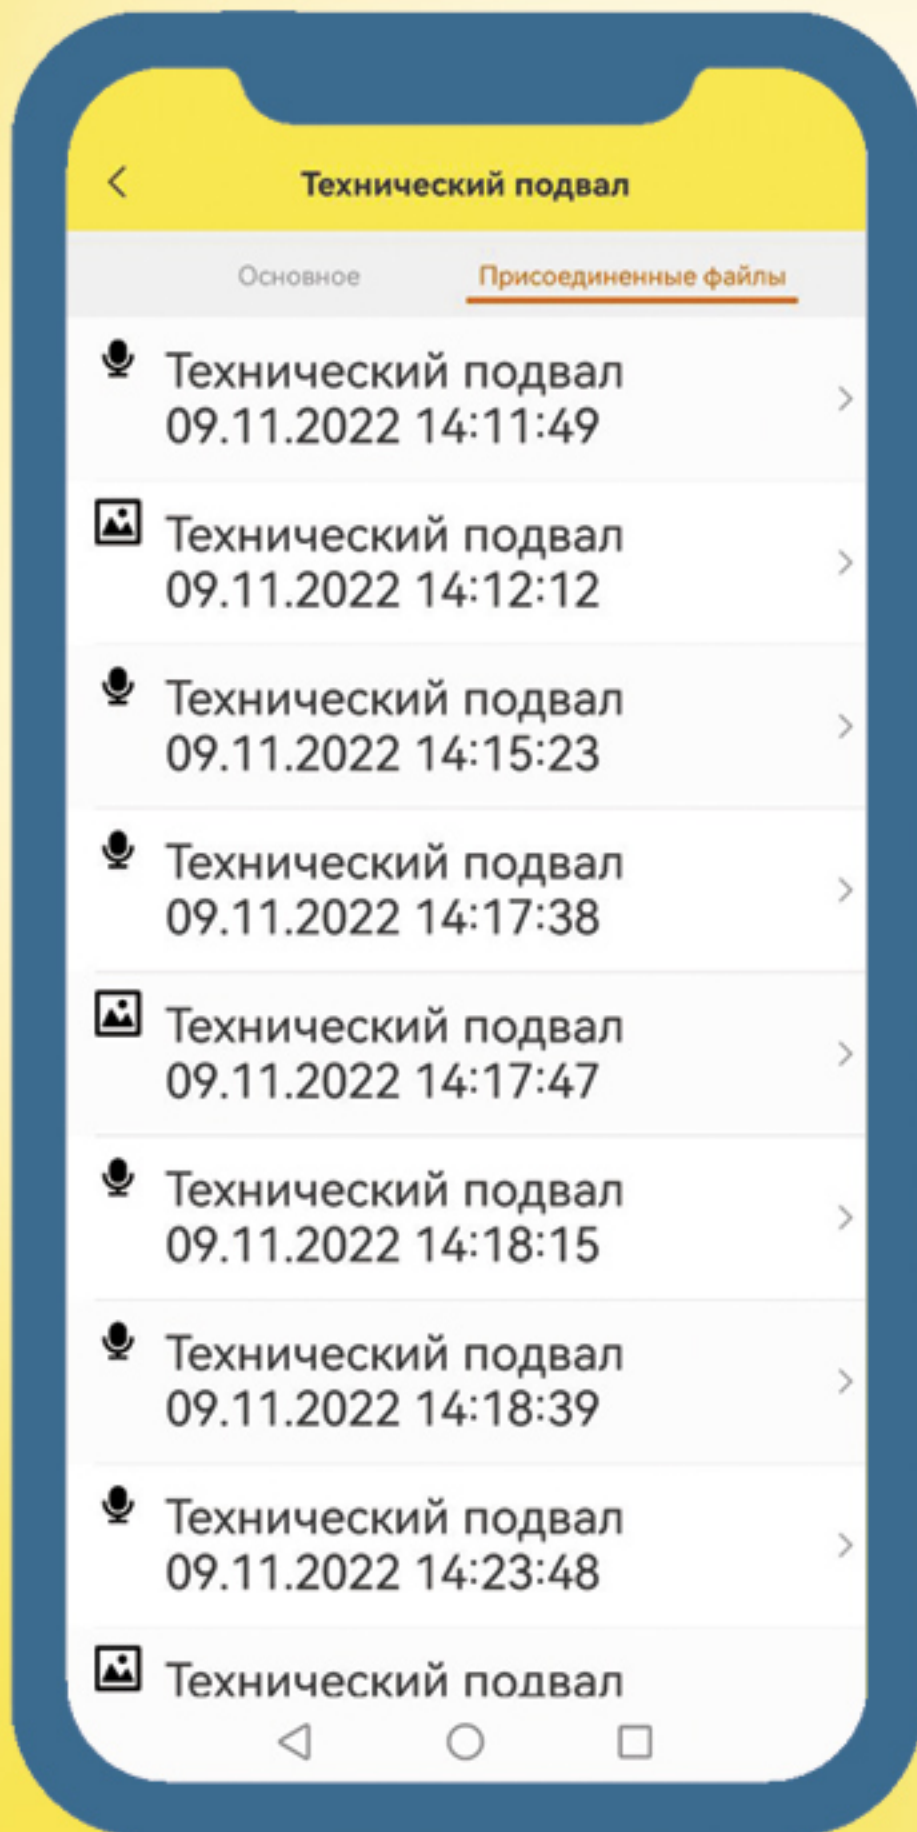 Технический подвал
Основное
Присоединенные файлы
Технический подвал
09.11.2022 14:11:49
Технический подвал
09.11.2022 14:12:12
Технический подвал
09.11.2022 14:15:23
Технический подвал
09.11.2022 14:17:38
Технический подвал
09.11.2022 14:17:47
Технический подвал
09.11.2022 14:18:15
Технический подвал
09.11.2022 14:18:39
Технический подвал
09.11.2022 14:23:48
Технический подвал